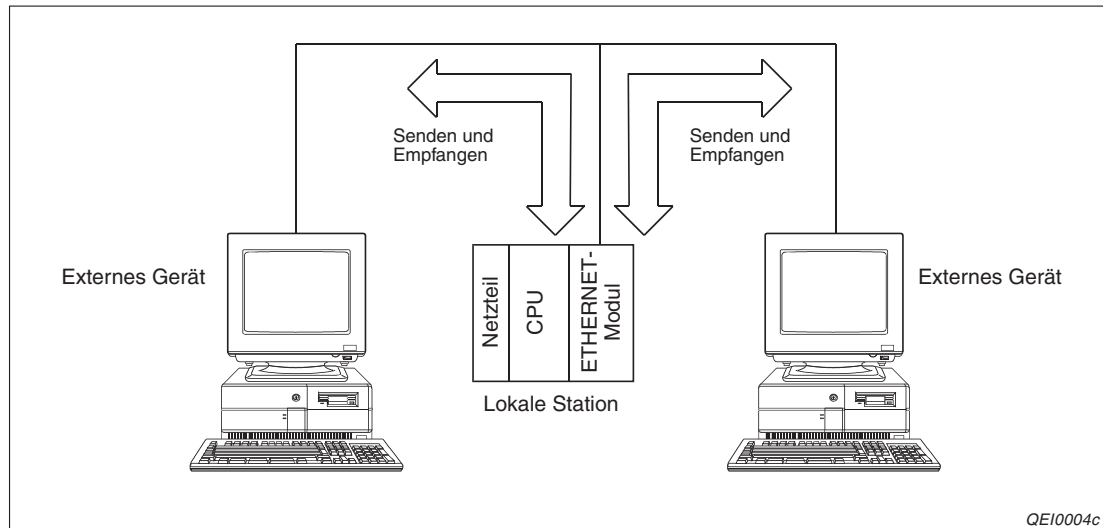 Senden und
Empfangen
Senden und
Empfangen
Externes Gerät
Netzteil
CPU
ETHERNET-
Modul
Externes Gerät
Lokale Station
QEI0004c